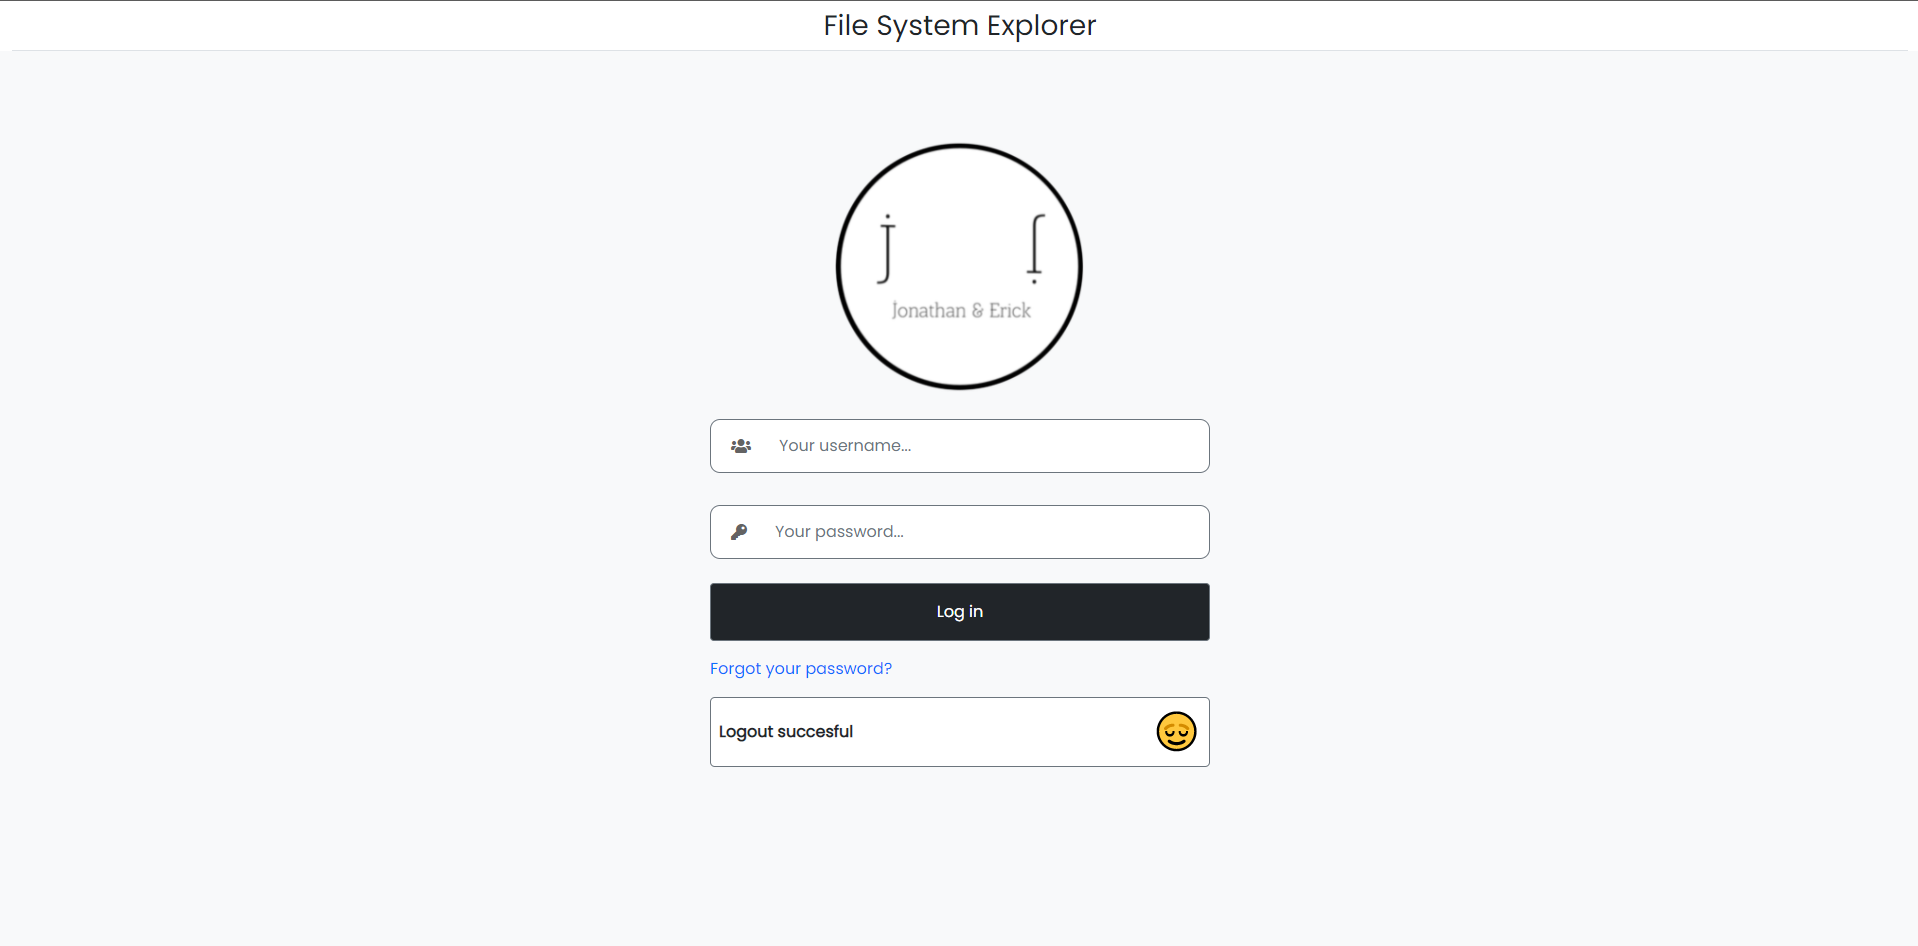 File System Explorer
j ɾ̣
Jonathan & Erick
Your username...
Your password...
Log in
Forgot your password?
Logout succesful